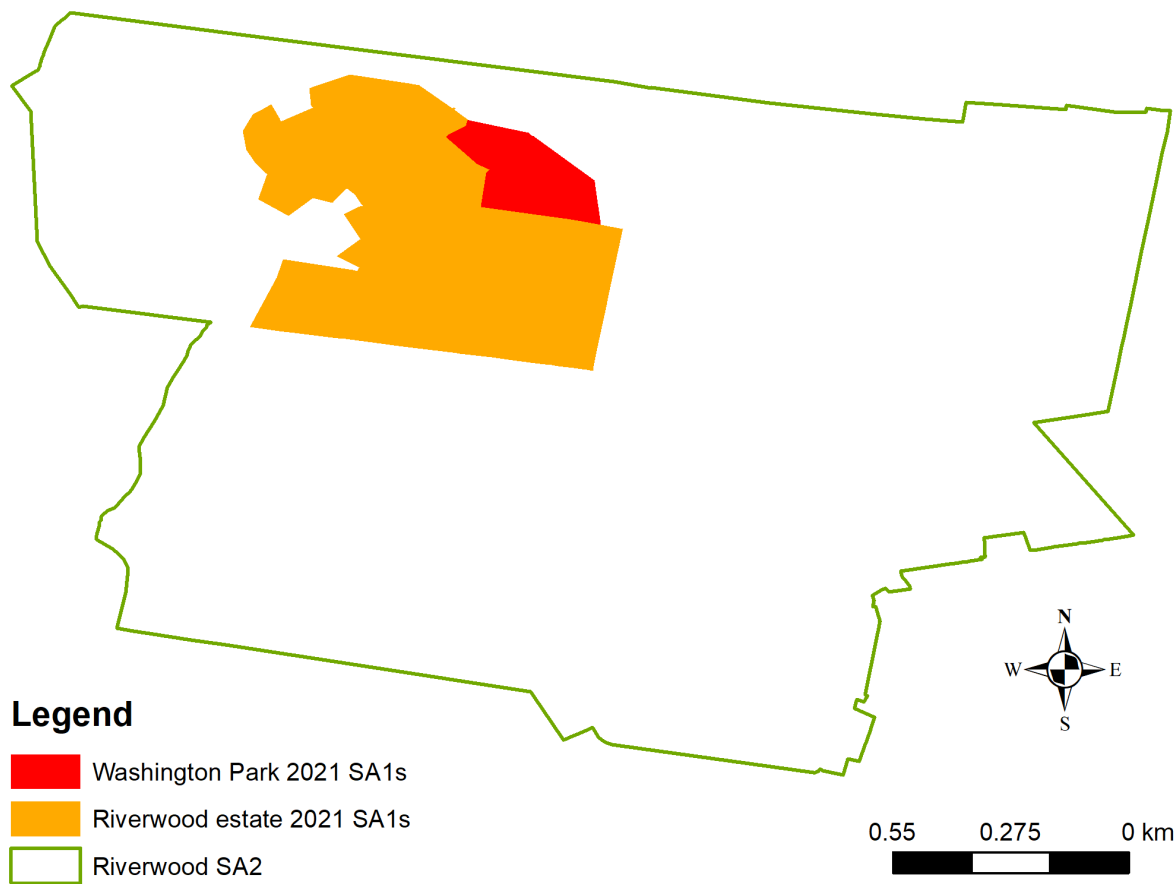 N
W E
S
Legend
Washington Park 2021 SA1s
Riverwood estate 2021 SA1s
Riverwood SA2
0.55 0.275 0 km